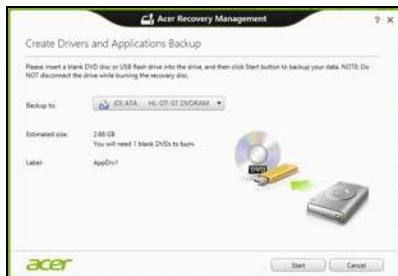 Acer Recovery Management
? ×
Create Drivers and Applications Backup
Please insert a blank DVD disc or USB flash drive into the drive, and then click Start button to backup your data. NOTE: Do
NOT disconnect the drive while burning the recovery disc.
Backup to: (D) ATA HL-DT-ST DVDRAM
Estimated size: 2.66 GB
You will need 1 blank DVDs to burn
Label: AppDrv1
DVD
acer Start Cancel